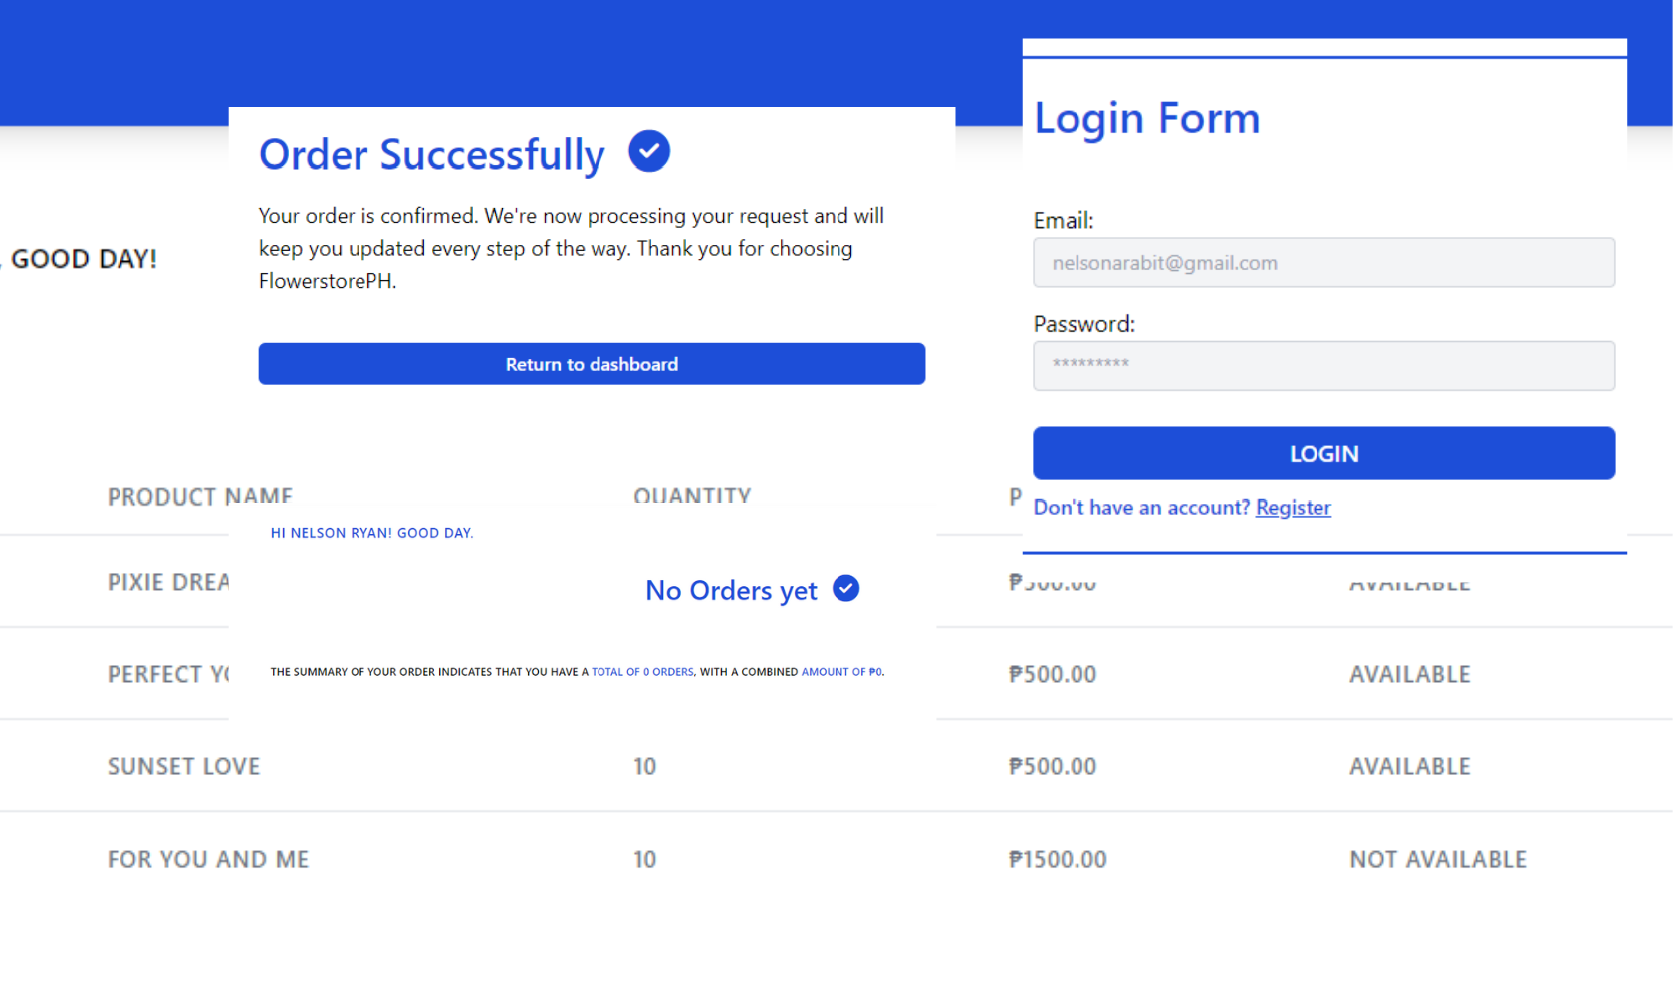 Login Form
Order Successfully
Your order is confirmed. We're now processing your request and will
keep you updated every step of the way. Thank you for choosing
FlowerstorePH.
Return to dashboard
Email:
nelsonarabit@gmail.com
Password:
*********
LOGIN
Don't have an account? Register
, GOOD DAY!
PRODUCT NAME QUANTITY P
HI NELSON RYAN! GOOD DAY.
No Orders yet
THE SUMMARY OF YOUR ORDER INDICATES THAT YOU HAVE A TOTAL OF 0 ORDERS, WITH A COMBINED AMOUNT OF ₱0.
PIXIE DREA ₱500.00 AVAILABLE
PERFECT YO ₱500.00 AVAILABLE
SUNSET LOVE 10 ₱500.00 AVAILABLE
FOR YOU AND ME 10 ₱1500.00 NOT AVAILABLE